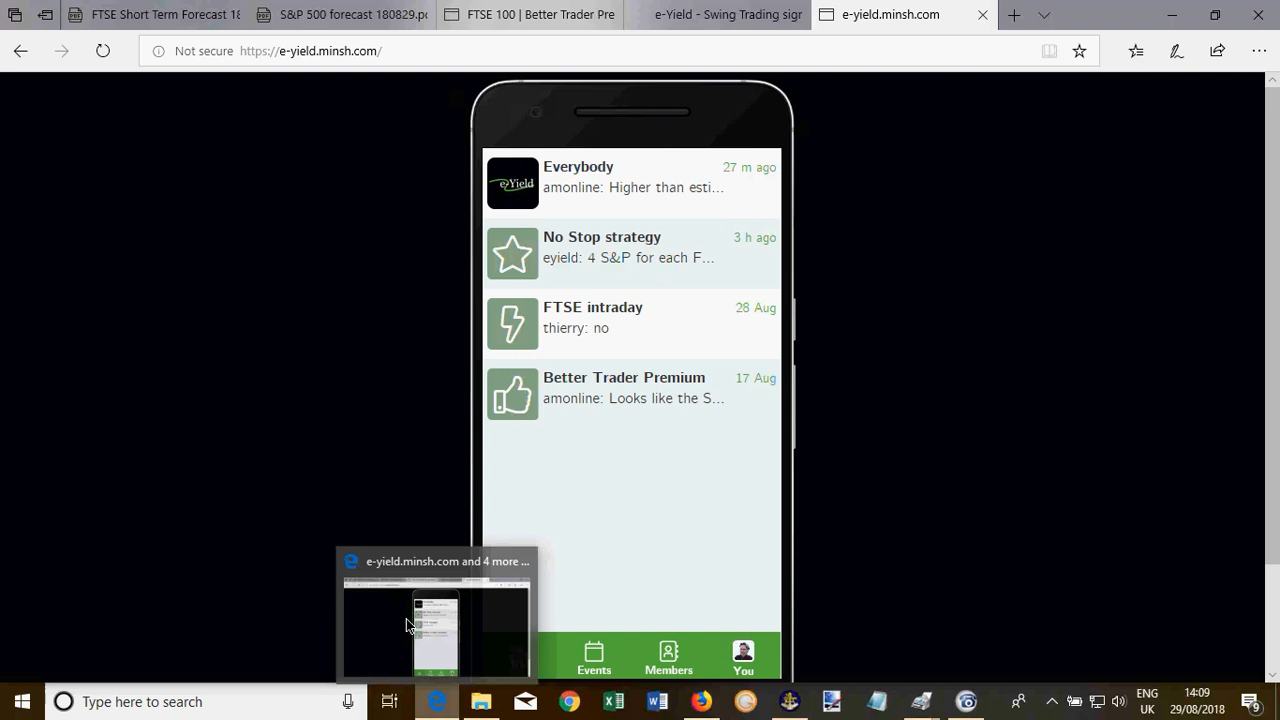 FTSE Short Term Forecast 18
S&P 500 forecast 180829.pc
FTSE 100 | Better Trader Pre
e-Yield - Swing Trading sigr
e-yield.minsh.com
Not secure https://e-yield.minsh.com/
Everybody 27 m ago
e-Yield
amonline: Higher than esti...
No Stop strategy 3 h ago
eyield: 4 S&P for each F...
FTSE intraday 28 Aug
thierry: no
Better Trader Premium 17 Aug
amonline: Looks like the S...
e-yield.minsh.com and 4 more ...
Events Members You
Type here to search
ENG 14:09
UK 29/08/2018
9